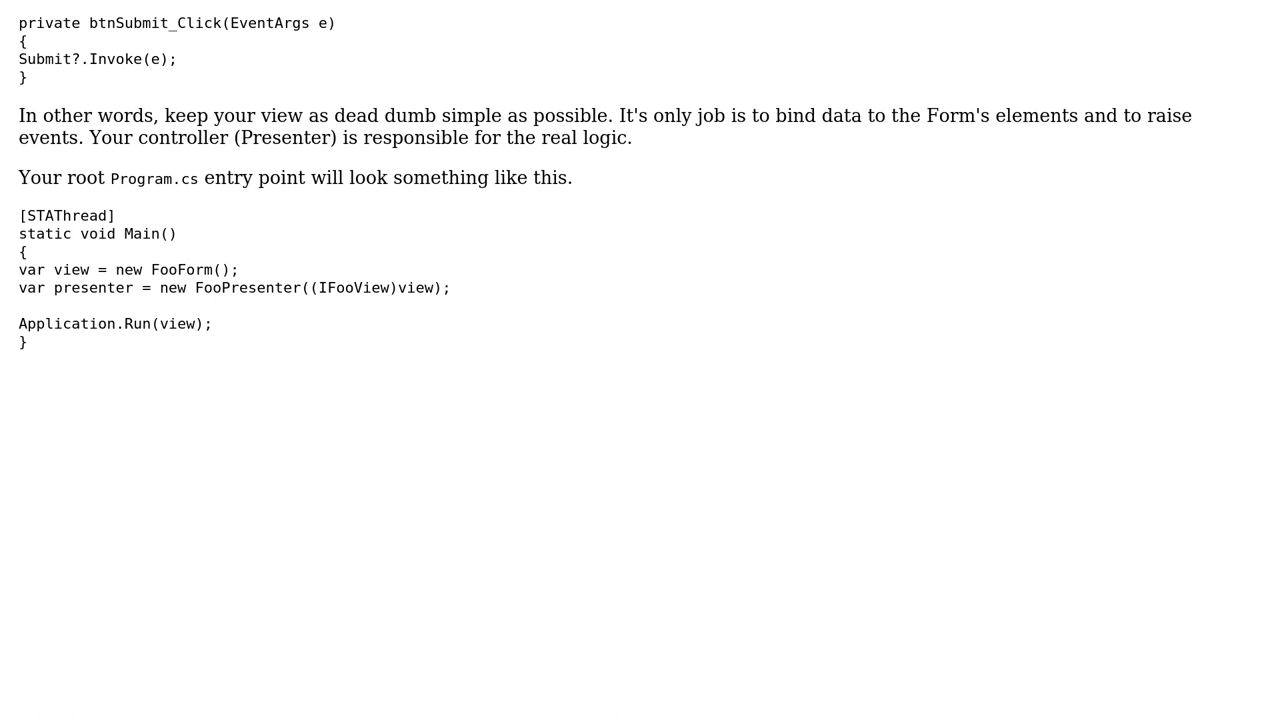 private btnSubmit_Click(EventArgs e)
{
Submit?.Invoke(e);
}
In other words, keep your view as dead dumb simple as possible. It's only job is to bind data to the Form's elements and to raise
events. Your controller (Presenter) is responsible for the real logic.
Your root Program.cs entry point will look something like this.
[STAThread]
static void Main()
{
var view = new FooForm();
var presenter = new FooPresenter((IFooView)view);
Application.Run(view);
}